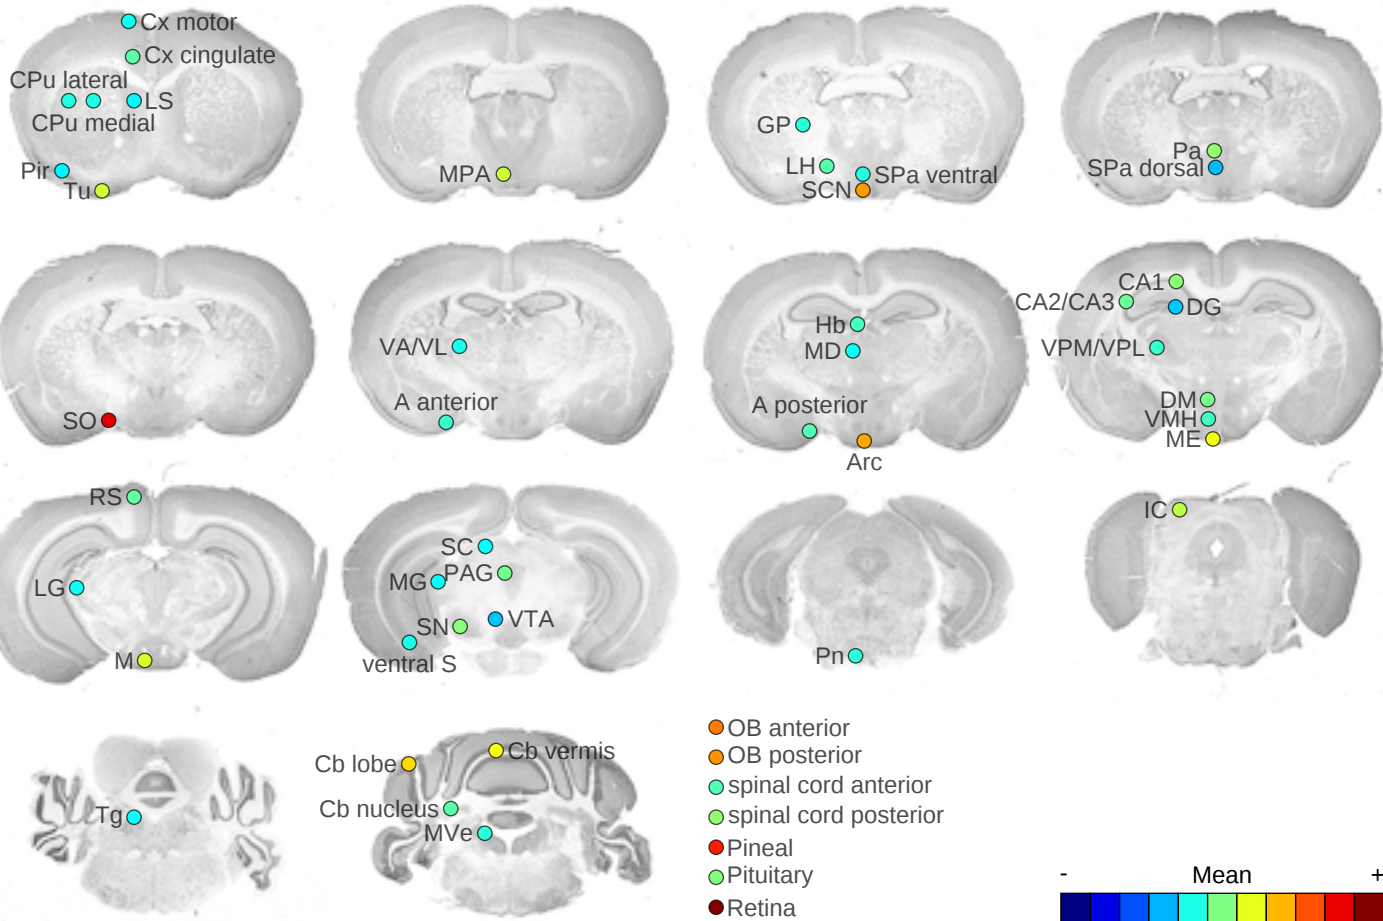 Cx motor
Cx cingulate
CPu lateral
LS
CPu medial
Pir
Tu
MPA
GP
LH
SPa ventral
SCN
Pa
SPa dorsal
SO
VA/VL
A anterior
Hb
MD
A posterior
Arc
CA1
CA2/CA3
DG
VPM/VPL
DM
VMH
ME
RS
LG
M
SC
PAG
MG
SN
VTA
ventral S
Pn
IC
Tg
Cb lobe
Cb vermis
Cb nucleus
MVe
OB anterior
OB posterior
spinal cord anterior
spinal cord posterior
Pineal
Pituitary
Retina
- Mean +